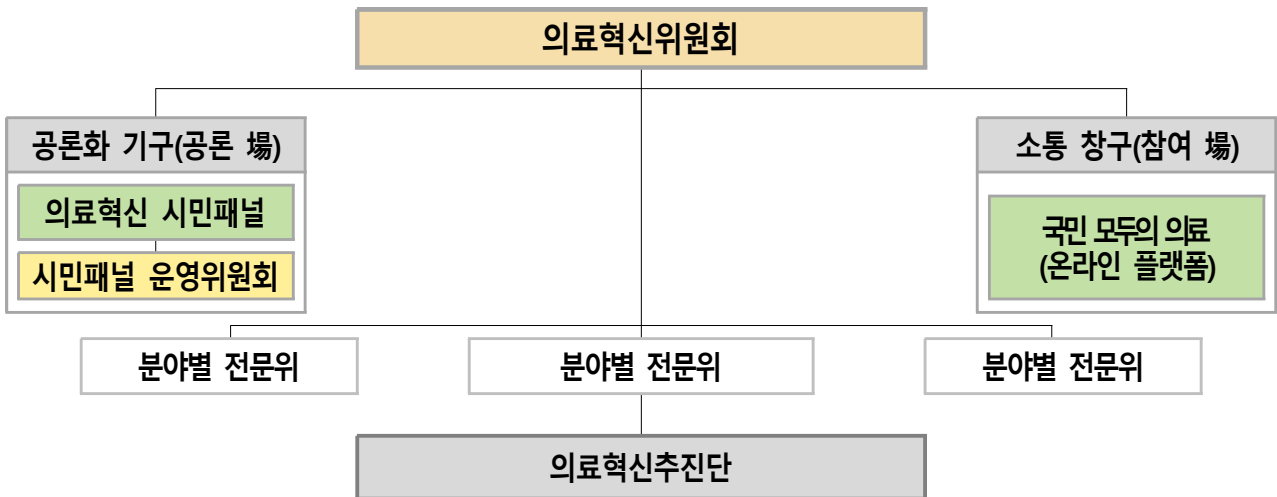 의료혁신위원회
공론화 기구(공론 場)
의료혁신 시민패널
시민패널 운영위원회
소통 창구(참여 場)
국민 모두의 의료
(온라인 플랫폼)
분야별 전문위
분야별 전문위
분야별 전문위
의료혁신추진단